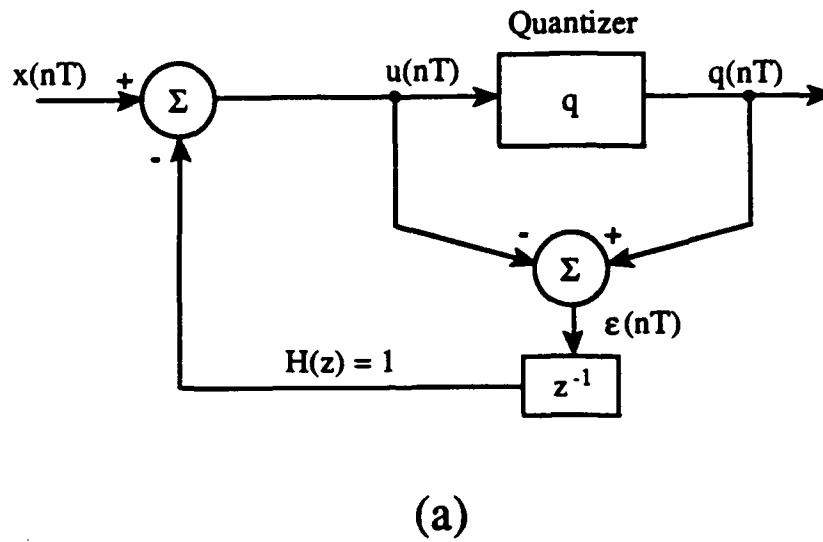 Quantizer
x(nT)
+
Σ
u(nT)
q
q(nT)
-
-
+
Σ
ε(nT)
H(z) = 1
z⁻¹
(a)